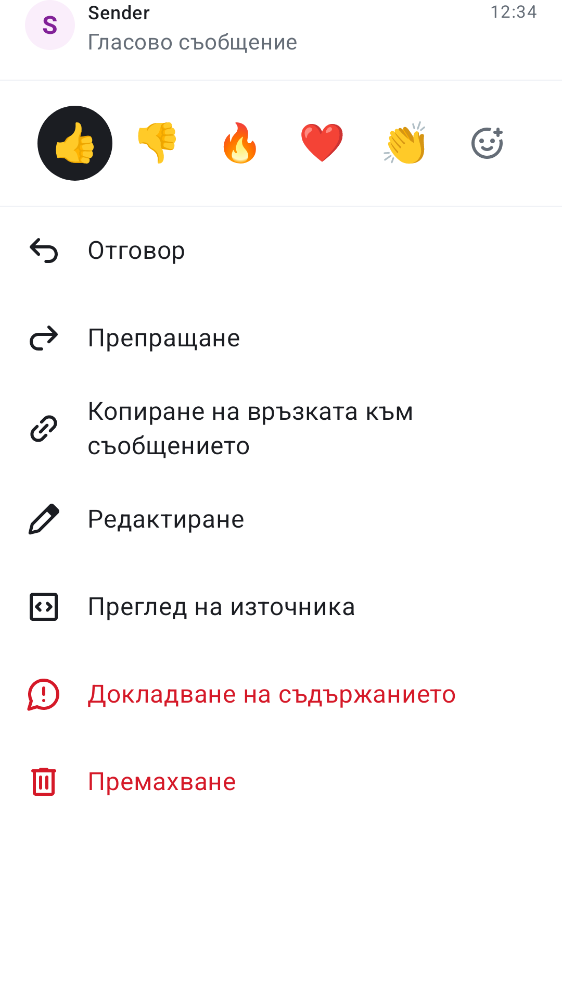 S
Sender
12:34
Гласово съобщение
Отговор
Препращане
Копиране на връзката към
съобщението
Редактиране
Преглед на източника
Докладване на съдържанието
Премахване